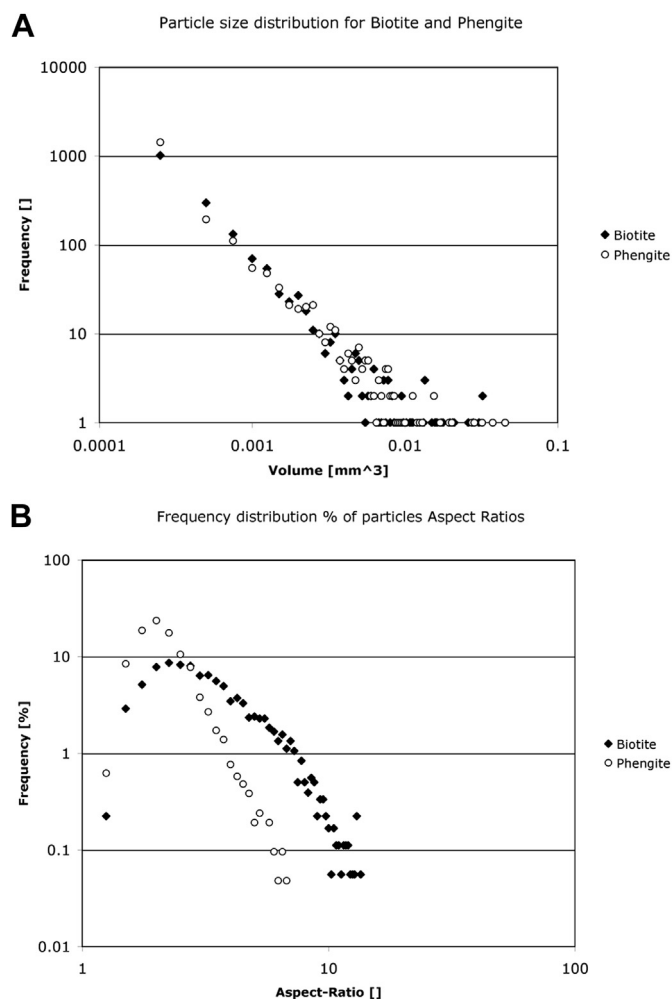 A
Particle size distribution for Biotite and Phengite
10000
1000
100
10
1
Frequency []
0.0001
0.001
0.01
0.1
Volume [mm^3]
Biotite
Phengite
B
Frequency distribution % of particles Aspect Ratios
100
10
1
0.1
0.01
Frequency [%]
1
10
100
Aspect-Ratio []
Biotite
Phengite